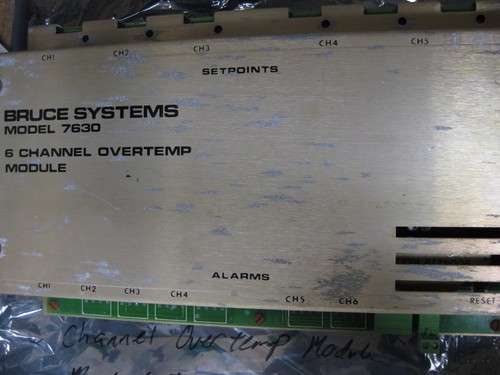 CH1 CH2 CH3 CH4 CH5
SETPOINTS
BRUCE SYSTEMS
MODEL 7630
6 CHANNEL OVERTEMP
MODULE
ALARMS
CH1 CH2 CH3 CH4 CH5 CH6 RESET
Channel Overtemp Module